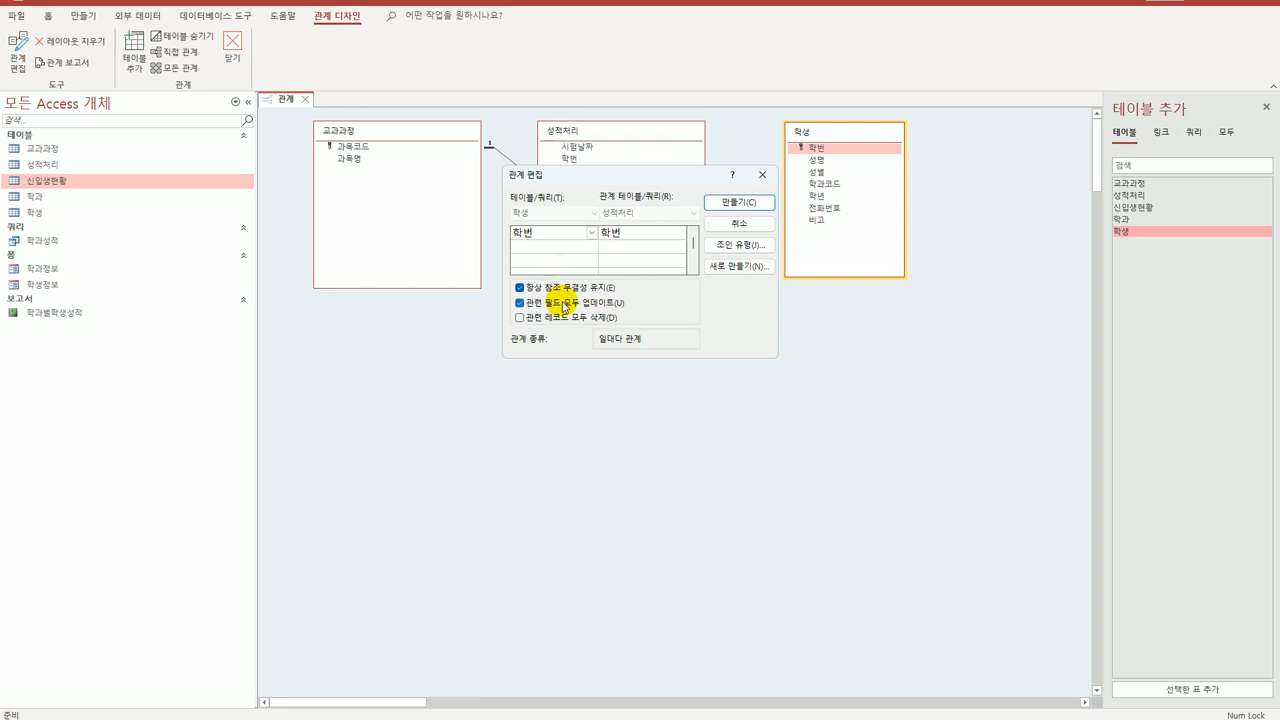 파일 홈 만들기 외부 데이터 데이터베이스 도구 도움말 관계 디자인 어떤 작업을 원하시나요?
관계 편집
레이아웃 지우기
관계 보고서
도구
테이블 추가
테이블 숨기기
직접 관계
모든 관계
닫기
관계
모든 Access 개체
검색...
테이블
교과과정
성적처리
신입생현황
학과
학생
쿼리
학과성적
폼
학과정보
학생정보
보고서
학과별학생성적
관계
교과과정
과목코드
과목명
1
성적처리
시험날짜
학번
학생
학번
성명
성별
학과코드
학년
전화번호
비고
관계 편집
?
테이블/쿼리(T): 관계 테이블/쿼리(R):
학생 성적처리
학번 학번
만들기(C)
취소
조인 유형(J)...
새로 만들기(N)...
항상 참조 무결성 유지(E)
관련 필드 모두 업데이트(U)
관련 레코드 모두 삭제(D)
관계 종류: 일대다 관계
테이블 추가
테이블 링크 쿼리 모두
검색
교과과정
성적처리
신입생현황
학과
학생
선택한 표 추가
준비
Num Lock